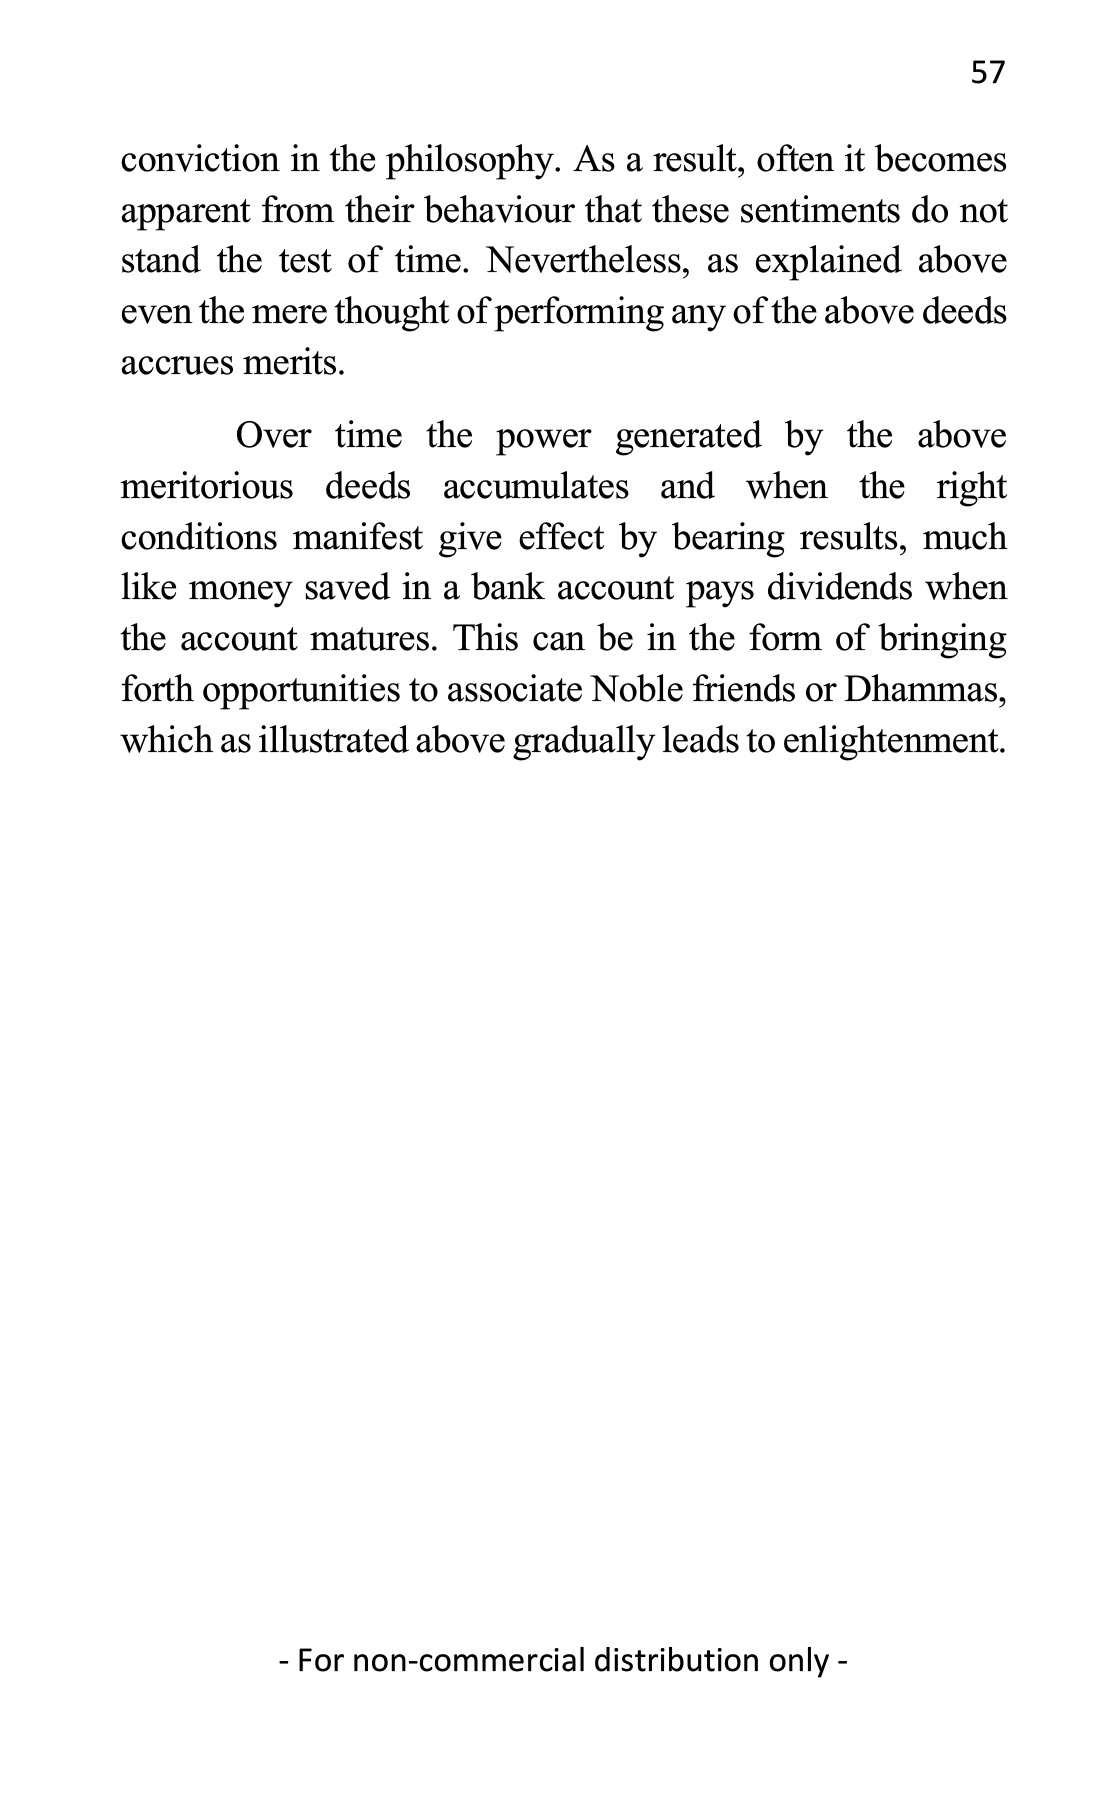 57
conviction in the philosophy. As a result, often it becomes
apparent from their behaviour that these sentiments do not
stand the test of time. Nevertheless, as explained above
even the mere thought of performing any of the above deeds
accrues merits.
Over time the power generated by the above
meritorious deeds accumulates and when the right
conditions manifest give effect by bearing results, much
like money saved in a bank account pays dividends when
the account matures. This can be in the form of bringing
forth opportunities to associate Noble friends or Dhammas,
which as illustrated above gradually leads to enlightenment.
- For non-commercial distribution only -